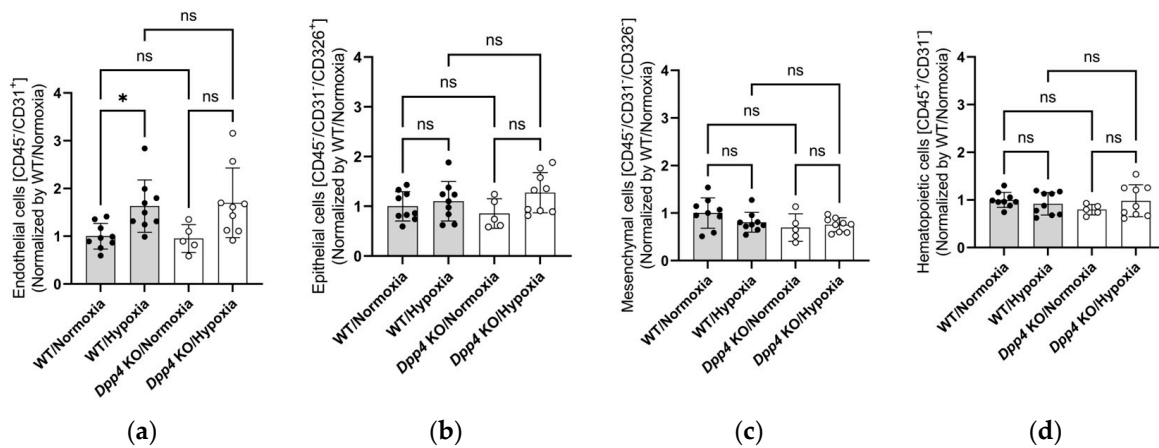 Endothelial cells [CD45⁻/CD31⁺]
(Normalized by WT/Normoxia)
4
3
2
1
0
ns
ns
*
ns
WT/Normoxia
WT/Hypoxia
Dpp4 KO/Normoxia
Dpp4 KO/Hypoxia
(a)
Epithelial cells [CD45⁻/CD31⁻/CD326⁺]
(Normalized by WT/Normoxia)
4
3
2
1
0
ns
ns
ns
ns
WT/Normoxia
WT/Hypoxia
Dpp4 KO/Normoxia
Dpp4 KO/Hypoxia
(b)
Mesenchymal cells [CD45⁻/CD31⁻/CD326⁻]
(Normalized by WT/Normoxia)
4
3
2
1
0
ns
ns
ns
ns
WT/Normoxia
WT/Hypoxia
Dpp4 KO/Normoxia
Dpp4 KO/Hypoxia
(c)
Hematopoietic cells [CD45⁺/CD31⁻]
(Normalized by WT/Normoxia)
4
3
2
1
0
ns
ns
ns
ns
WT/Normoxia
WT/Hypoxia
Dpp4 KO/Normoxia
Dpp4 KO/Hypoxia
(d)